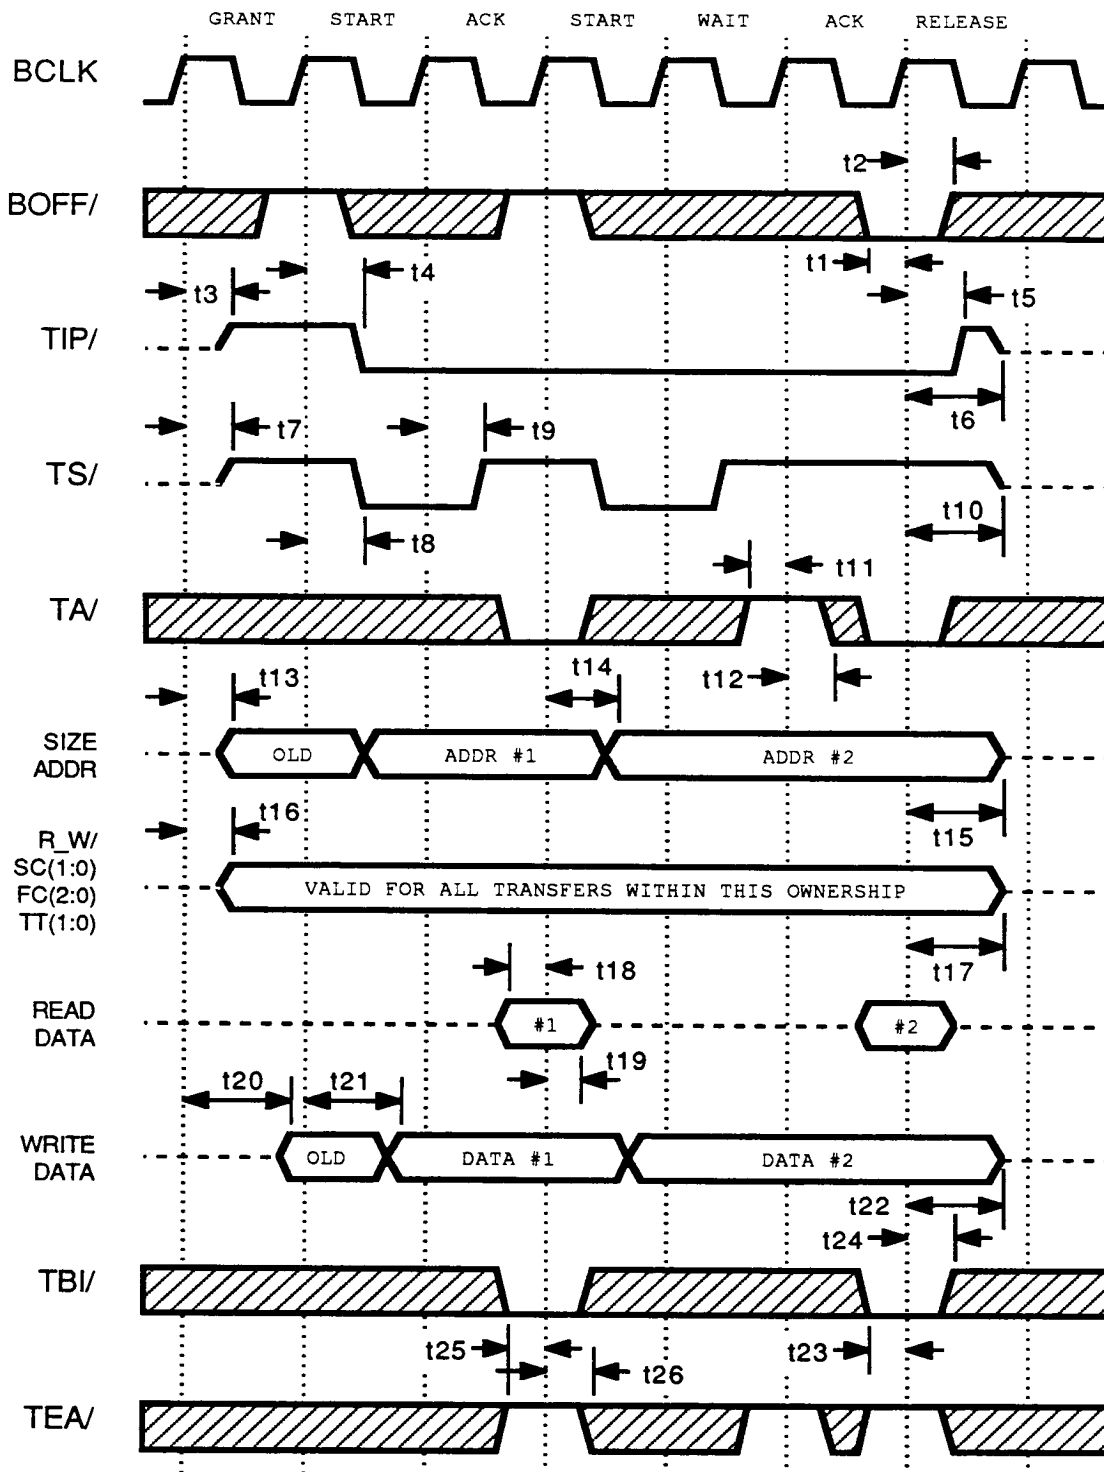 GRANT START ACK START WAIT ACK RELEASE
BCLK
t2
BOFF/
t1
t3 t4 t5
TIP/
t6
t7 t9
TS/
t10
t8
t11
TA/
t12
t13 t14
SIZE
ADDR
OLD ADDR #1 ADDR #2
t15
t16
R_W/
SC(1:0)
FC(2:0)
TT(1:0)
VALID FOR ALL TRANSFERS WITHIN THIS OWNERSHIP
t17
t18
READ
DATA
#1 #2
t19
t20 t21
WRITE
DATA
OLD DATA #1 DATA #2
t22
t24
TBI/
t25 t23
t26
TEA/